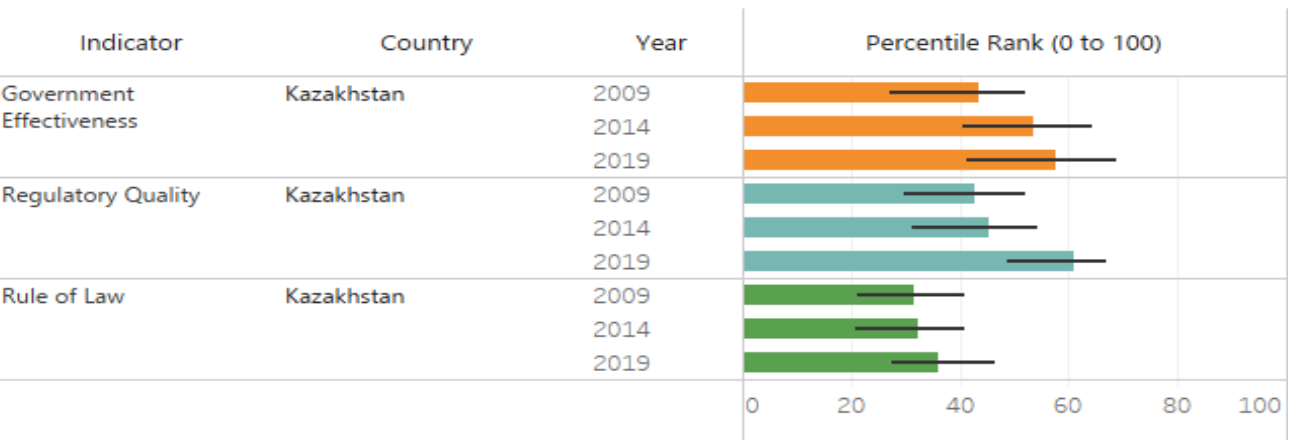 Indicator Country Year Percentile Rank (0 to 100)
Government Effectiveness Kazakhstan 2009
2014
2019
Regulatory Quality Kazakhstan 2009
2014
2019
Rule of Law Kazakhstan 2009
2014
2019
0 20 40 60 80 100